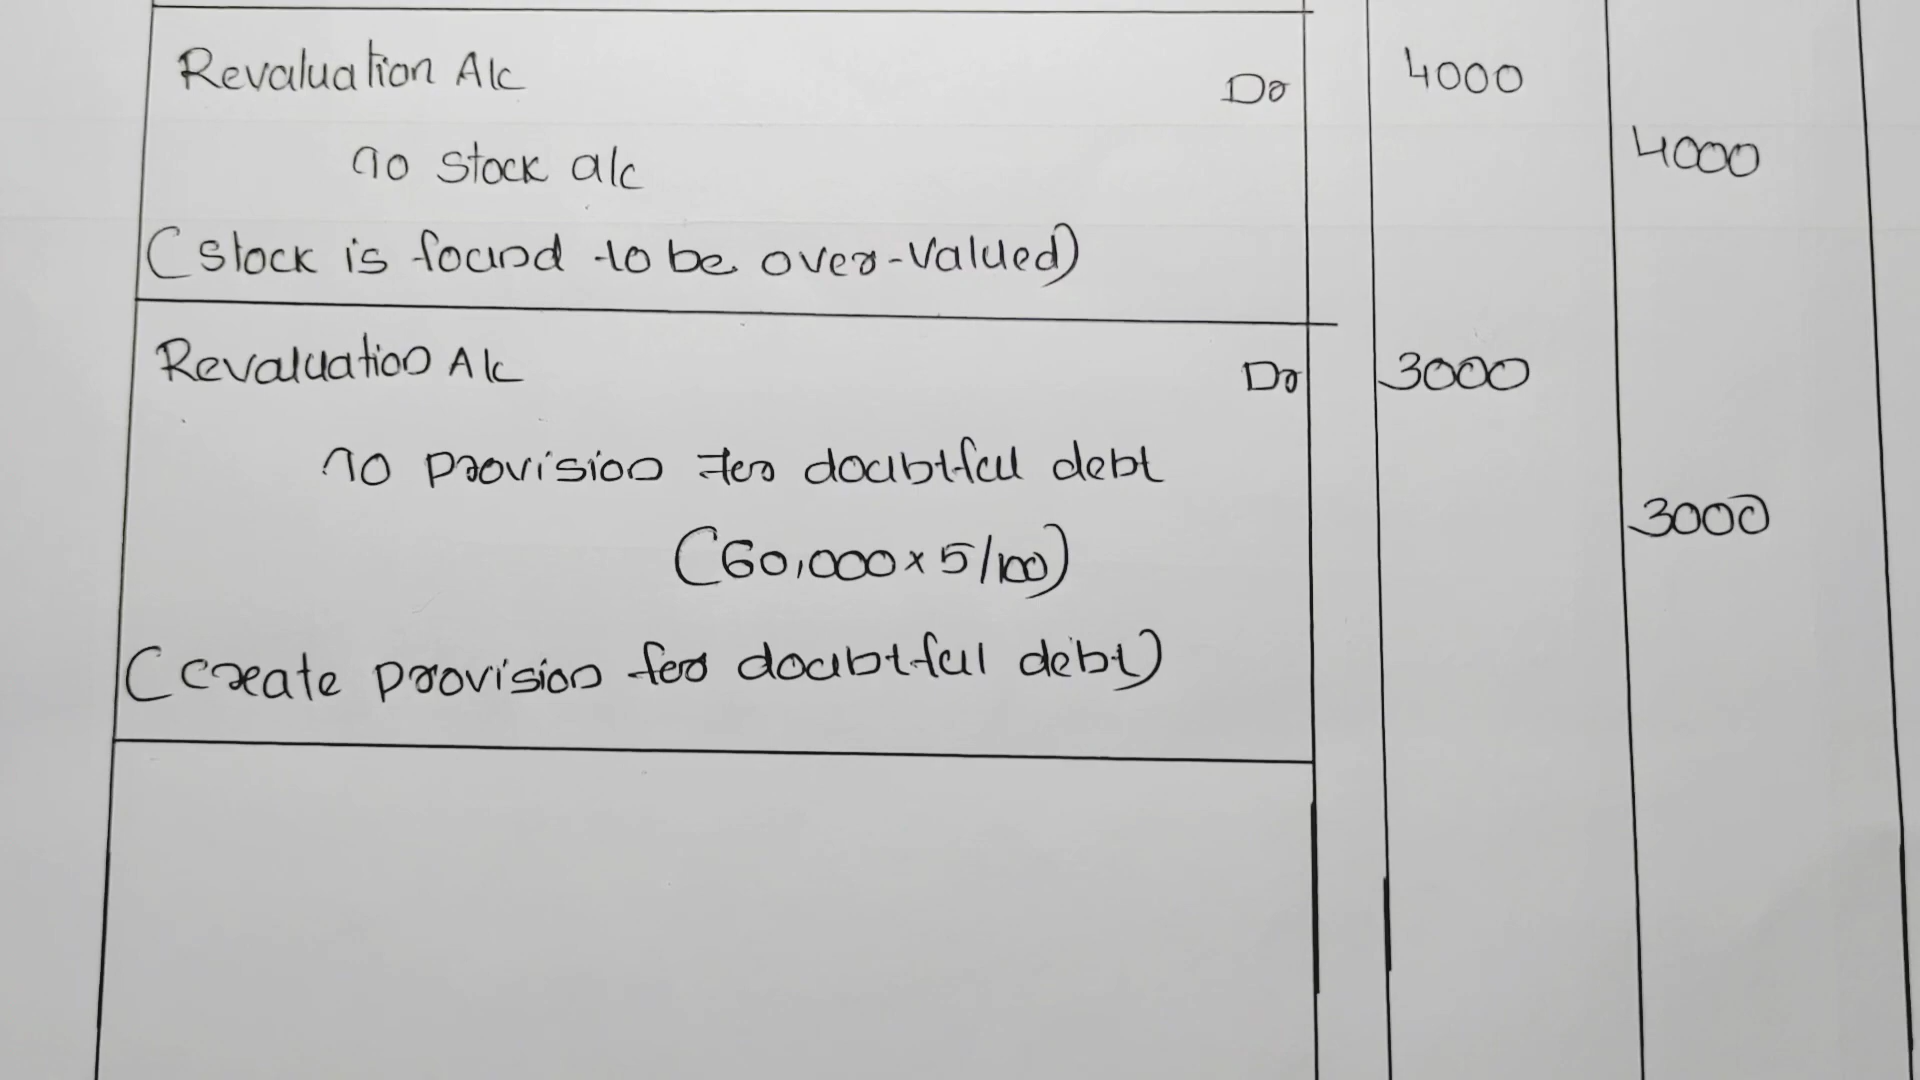 Revaluation A/c Dr 4000
To Stock a/c 4000
(Stock is found to be over-valued)
Revaluation A/c Dr 3000
To provision for doubtful debt 3000
(60,000 x 5/100)
(create provision for doubtful debt)